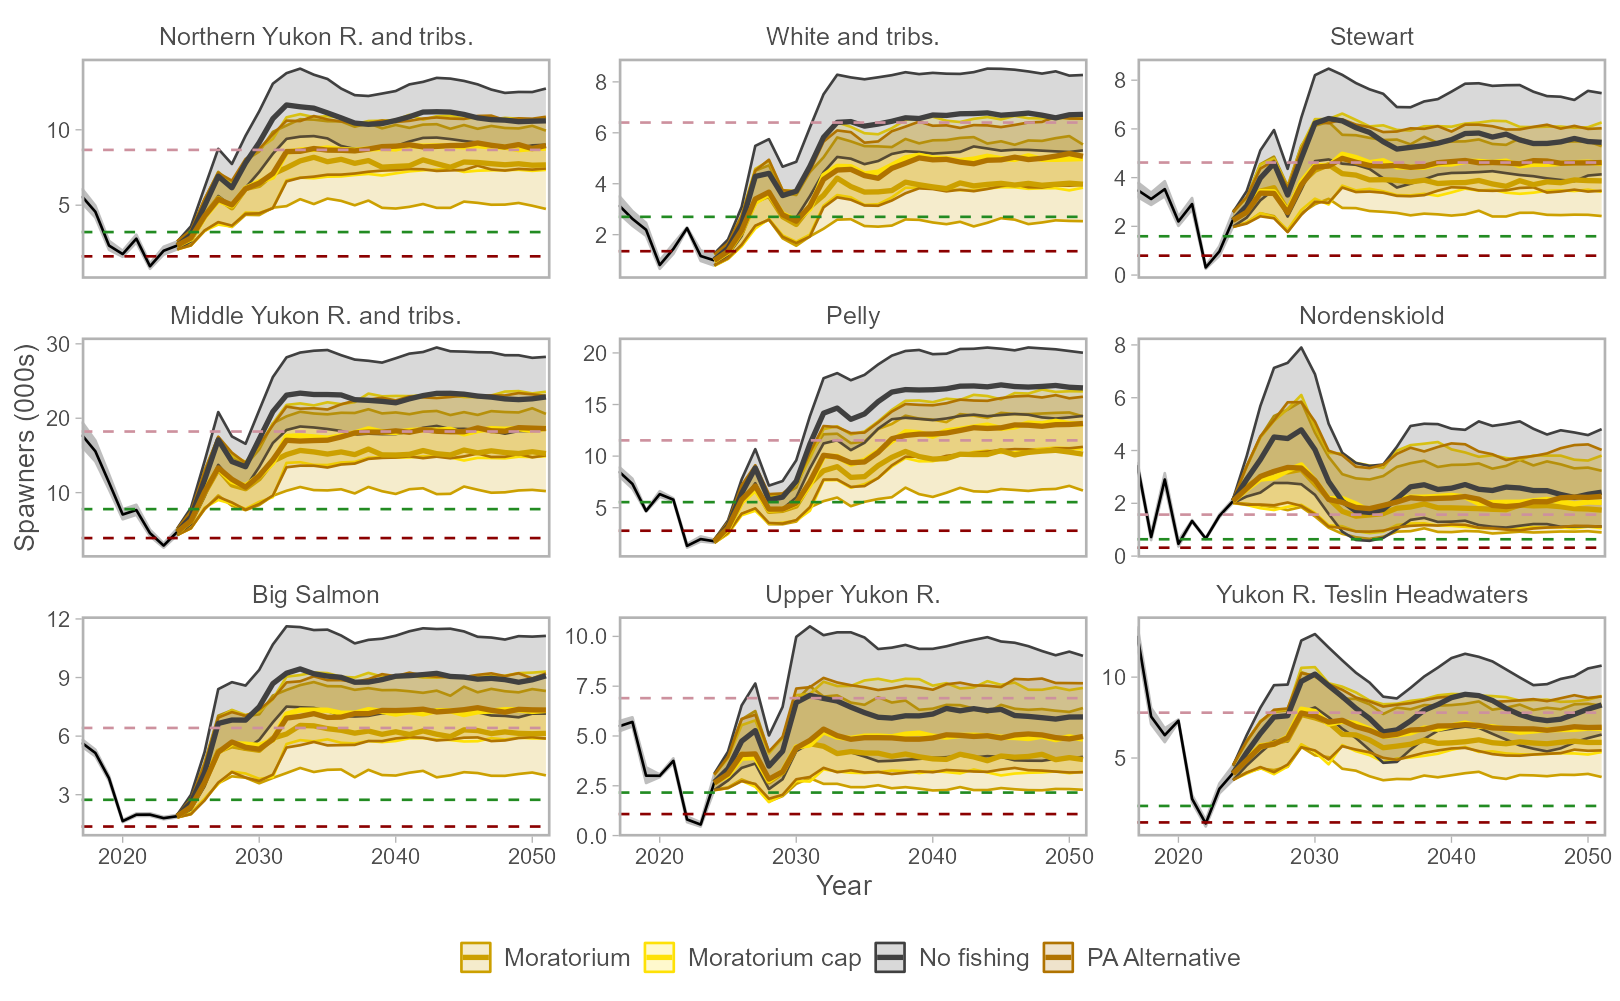 Northern Yukon R. and tribs.
White and tribs.
Stewart
10
5
8
6
4
2
8
6
4
2
0
Middle Yukon R. and tribs.
Pelly
Nordenskiold
30
20
10
20
15
10
5
8
6
4
2
0
Spawners (000s)
Big Salmon
Upper Yukon R.
Yukon R. Teslin Headwaters
12
9
6
3
10.0
7.5
5.0
2.5
0.0
10
5
2020 2030 2040 2050
2020 2030 2040 2050
2020 2030 2040 2050
Year
Moratorium Moratorium cap No fishing PA Alternative